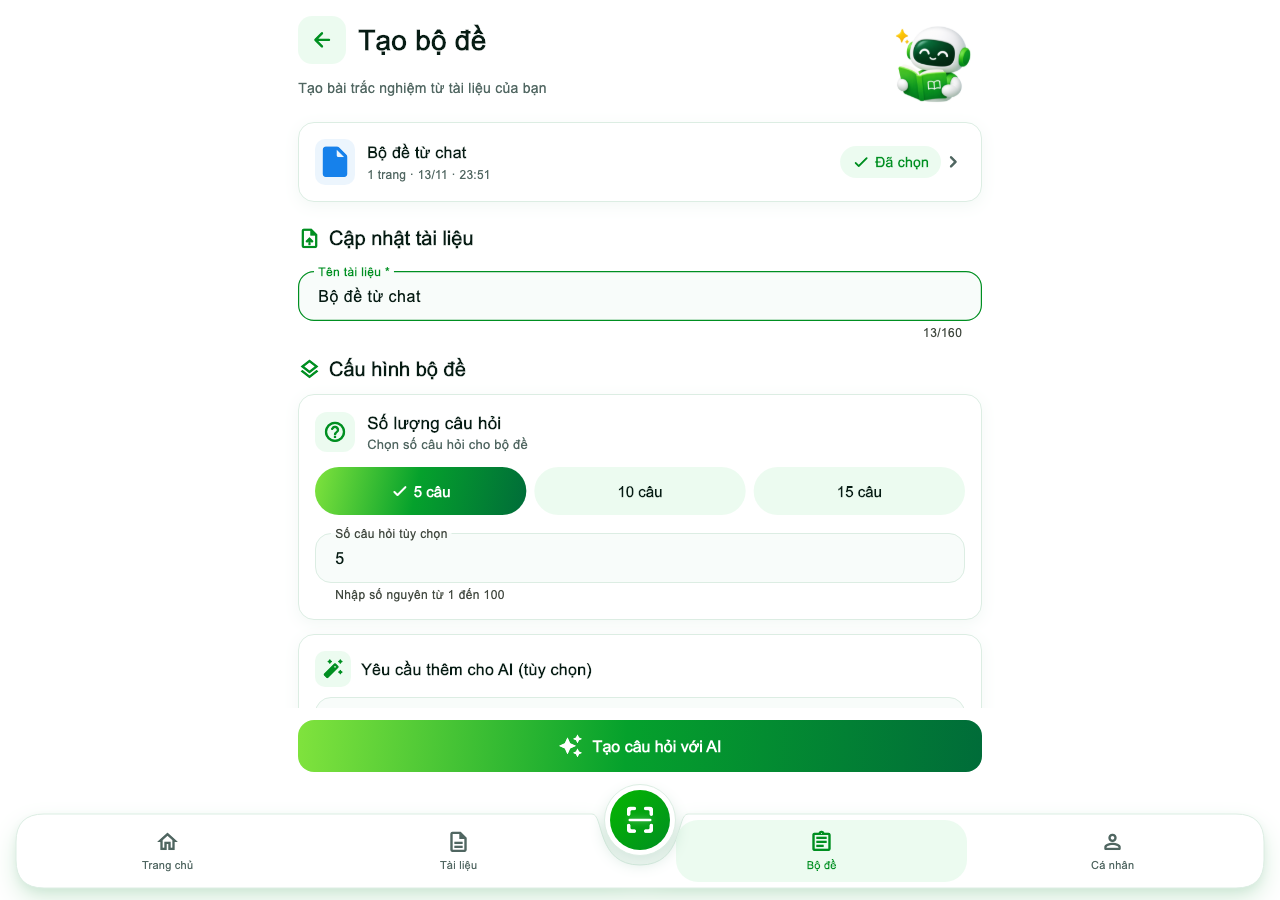 Tạo bộ đề
Tạo bài trắc nghiệm từ tài liệu của bạn
Bộ đề từ chat
1 trang · 13/11 · 23:51
Đã chọn
Cập nhật tài liệu
Tên tài liệu *
Bộ đề từ chat
13/160
Cấu hình bộ đề
Số lượng câu hỏi
Chọn số câu hỏi cho bộ đề
5 câu
10 câu
15 câu
Số câu hỏi tùy chọn
5
Nhập số nguyên từ 1 đến 100
Yêu cầu thêm cho AI (tùy chọn)
Tạo câu hỏi với AI
Trang chủ
Tài liệu
Bộ đề
Cá nhân